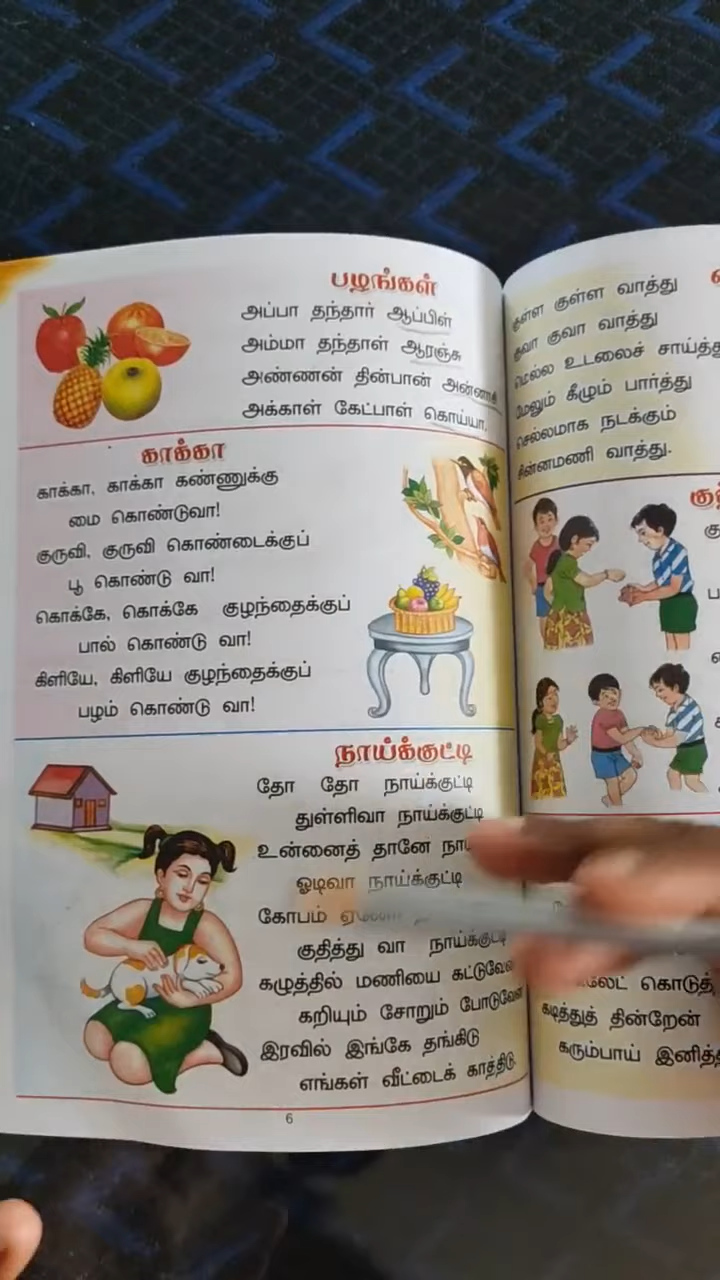 பழங்கள்
அப்பா தந்தார் ஆப்பிள்
அம்மா தந்தாள் ஆரஞ்சு
அண்ணன் தின்பான் அன்னாசி
அக்காள் கேட்பாள் கொய்யா.
காக்கா
காக்கா, காக்கா கண்ணுக்கு
மை கொண்டுவா!
குருவி, குருவி கொண்டைக்குப்
பூ கொண்டு வா!
கொக்கே, கொக்கே குழந்தைக்குப்
பால் கொண்டு வா!
கிளியே, கிளியே குழந்தைக்குப்
பழம் கொண்டு வா!
நாய்க்குட்டி
தோ தோ நாய்க்குட்டி
துள்ளிவா நாய்க்குட்டி
உன்னைத் தானே
ஓடிவா நாய்க்குட்டி
கோபம்
குதித்து வா நாய்க்குட்டி
கழுத்தில் மணியை கட்டுவேன்
கறியும் சோறும் போடுவேன்
இரவில் இங்கே தங்கிடு
எங்கள் வீட்டைக் காத்திடு.
6
குள்ள குள்ள வாத்து
குவா குவா வாத்து
மெல்ல உடலைச் சாய்த்து
மேலும் கீழும் பார்த்து
செல்லமாக நடக்கும்
சின்னமணி வாத்து.
கொடுத்
கடித்துத் தின்றேன்
கரும்பாய்